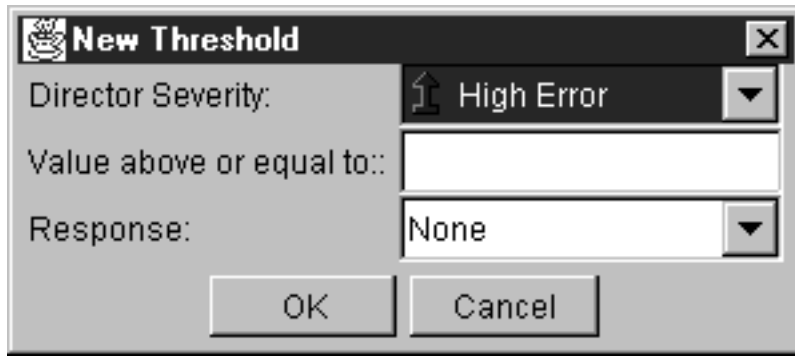 New Threshold
Director Severity: High Error
Value above or equal to::
Response: None
OK Cancel